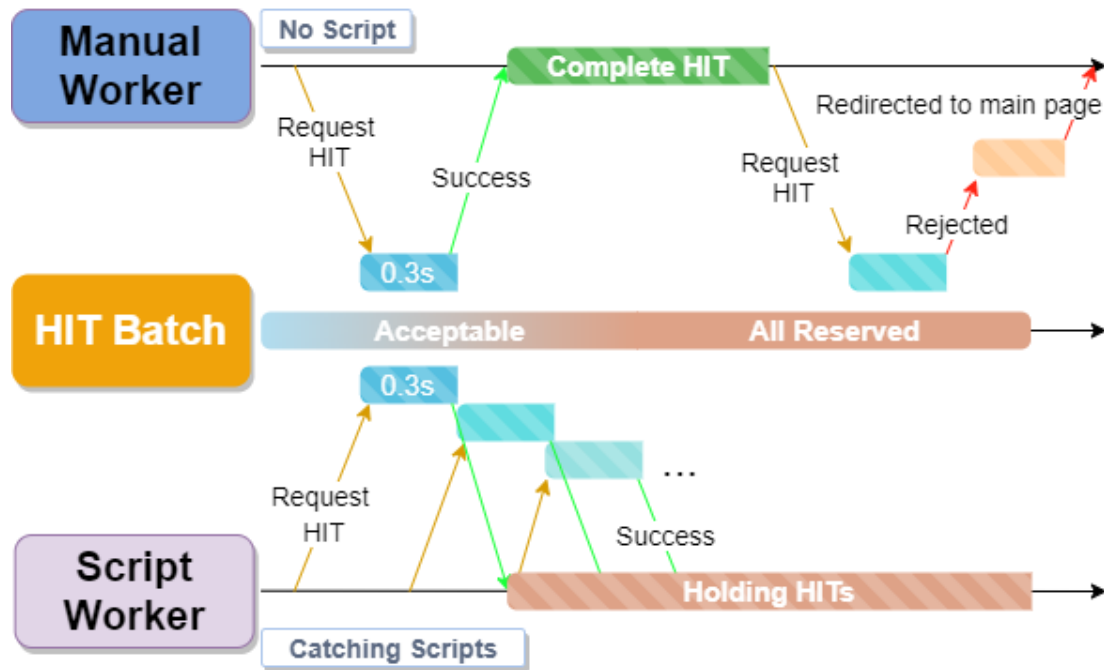 Manual
Worker
No Script
Complete HIT
Request
HIT
Success
Request
HIT
Redirected to main page
Rejected
0.3s
HIT Batch
Acceptable
All Reserved
0.3s
...
Request
HIT
Success
Script
Worker
Holding HITs
Catching Scripts